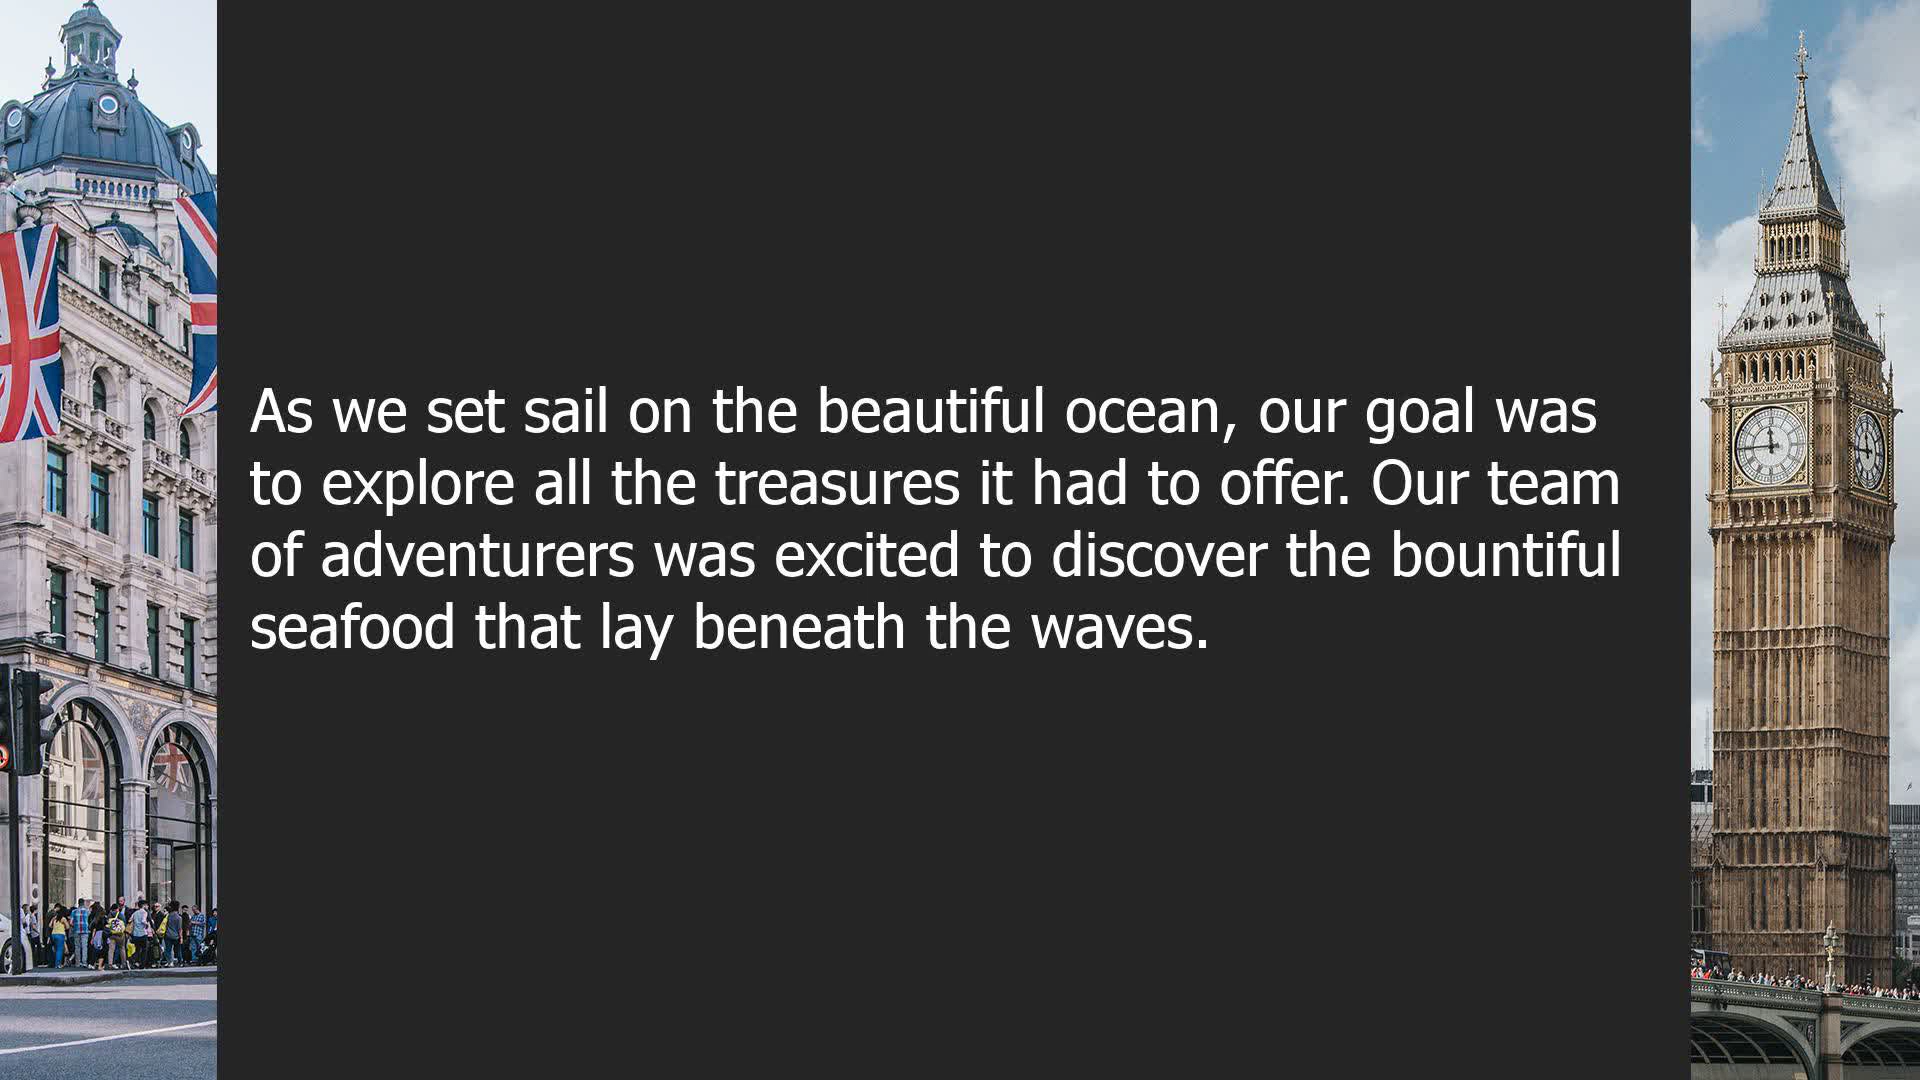 As we set sail on the beautiful ocean, our goal was
to explore all the treasures it had to offer. Our team
of adventurers was excited to discover the bountiful
seafood that lay beneath the waves.